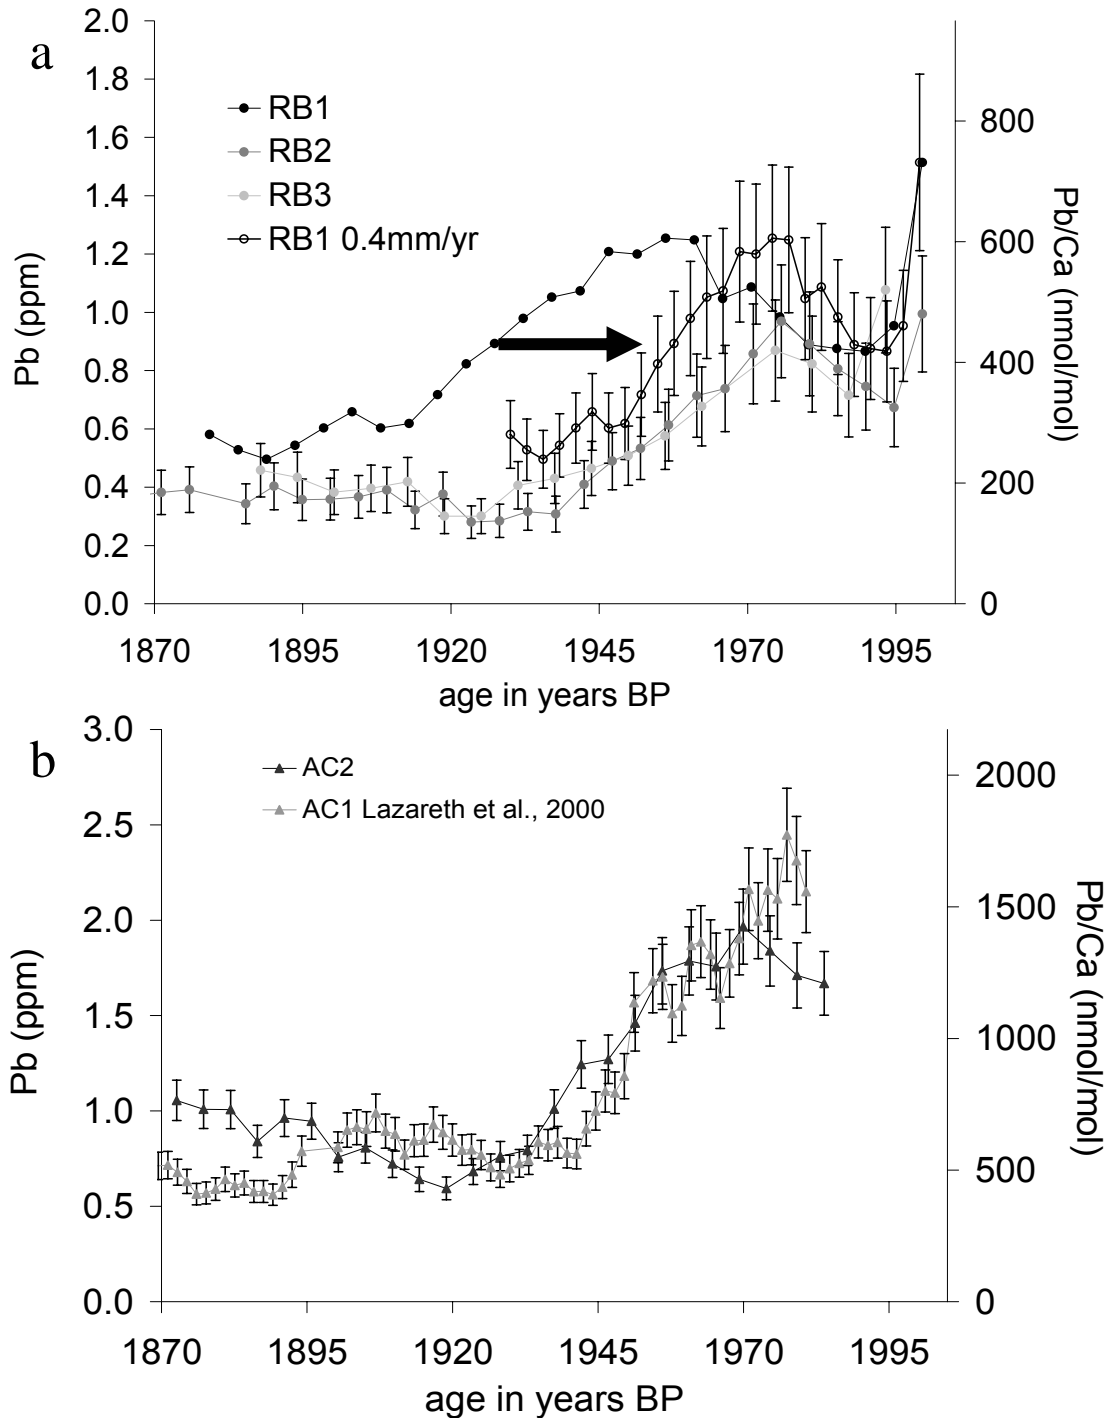 a
2.0
1.8
1.6
1.4
1.2
1.0
0.8
0.6
0.4
0.2
0.0
Pb (ppm)
RB1
RB2
RB3
RB1 0.4mm/yr
800
600
400
200
0
Pb/Ca (nmol/mol)
1870 1895 1920 1945 1970 1995
age in years BP
b
3.0
2.5
2.0
1.5
1.0
0.5
0.0
Pb (ppm)
AC2
AC1 Lazareth et al., 2000
2000
1500
1000
500
0
Pb/Ca (nmol/mol)
1870 1895 1920 1945 1970 1995
age in years BP